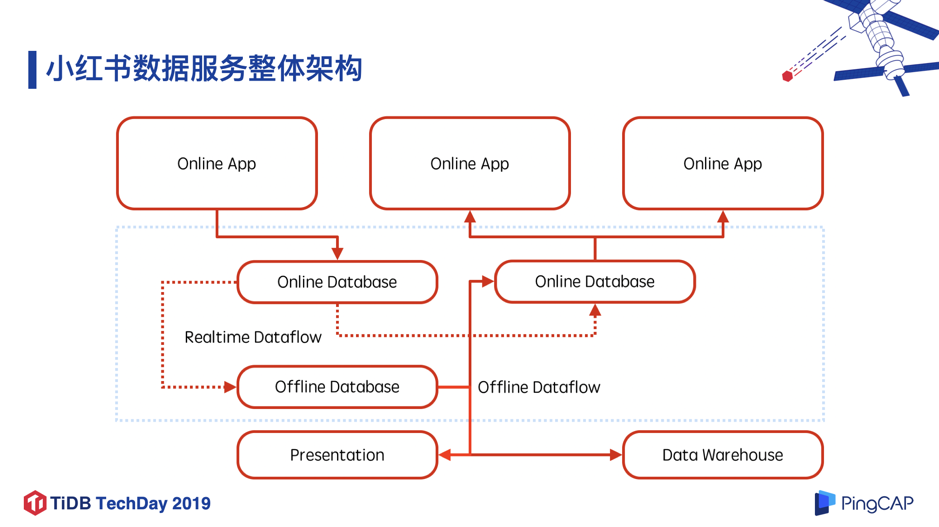 小红书数据服务整体架构
Online App
Online App
Online App
Online Database
Online Database
Realtime Dataflow
Offline Database
Offline Dataflow
Presentation
Data Warehouse
TiDB TechDay 2019
PingCAP